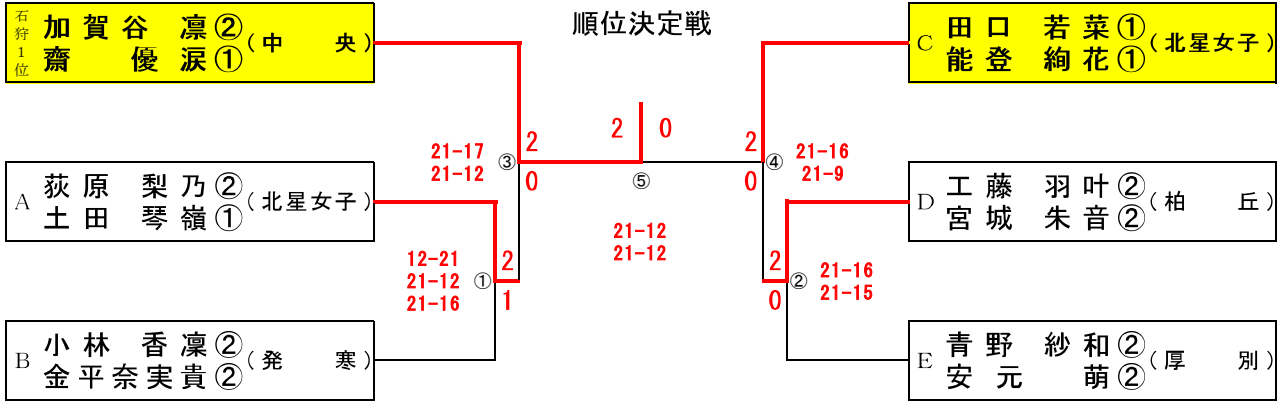 順位決定戦
石狩1位
加賀谷 凛②
齋 優涙①
(中 央)
A
荻原 梨乃②
土田 琴嶺①
(北星女子)
B
小林 香凜②
金平奈実貴②
(発 寒)
C
田口 若菜①
能登 絢花①
(北星女子)
D
工藤 羽叶②
宮城 朱音②
(柏 丘)
E
青野 紗和②
安元 萌②
(厚 別)
21-17
21-12
③
2
0
12-21
21-12
21-16
①
2
1
2 0
⑤
21-12
21-12
2
0
④
21-16
21-9
2
0
②
21-16
21-15